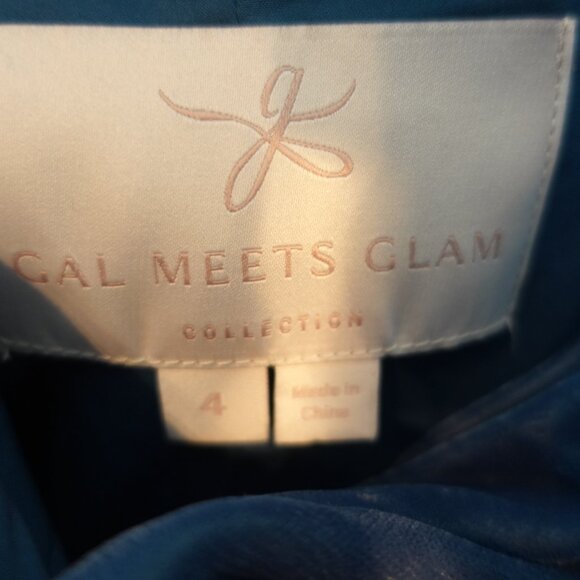 GAL MEETS GLAM
COLLECTION
4
Made in
China